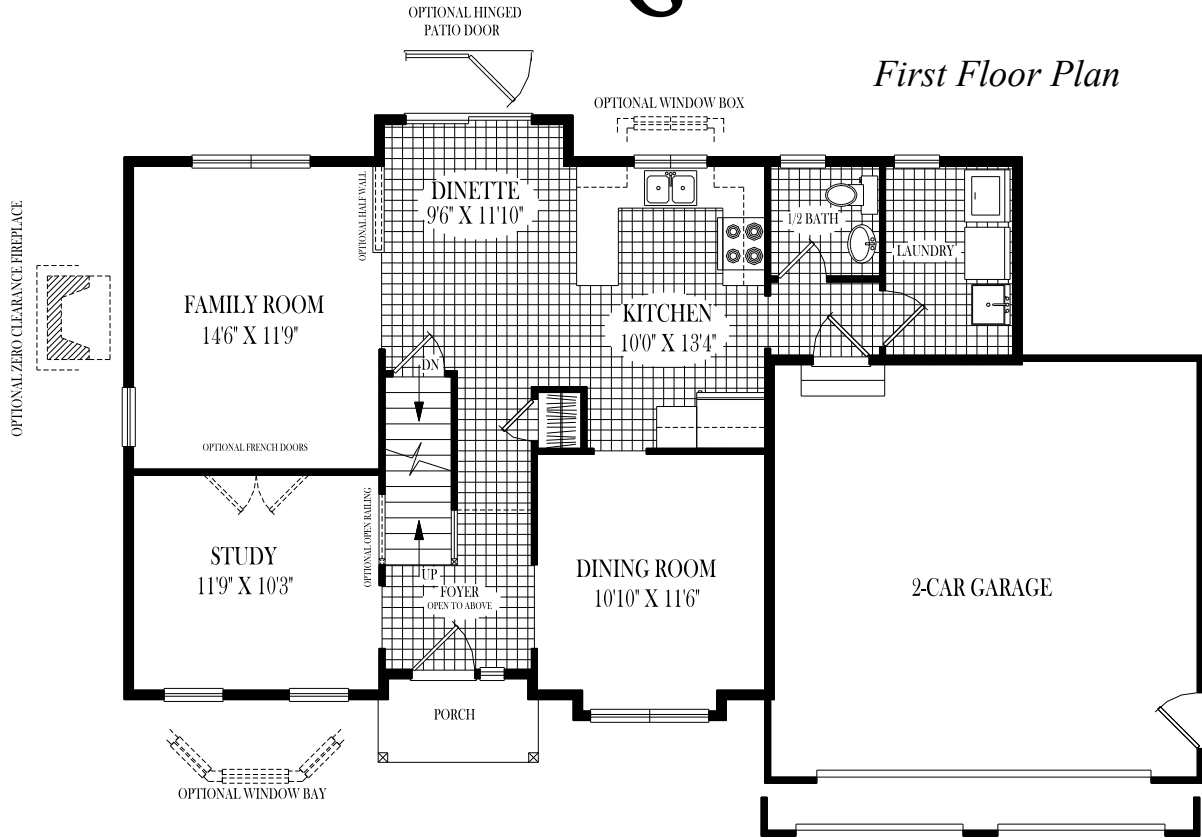 OPTIONAL HINGED
PATIO DOOR
First Floor Plan
OPTIONAL WINDOW BOX
DINETTE
9'6" X 11'10"
OPTIONAL HALF WALL
1/2 BATH
LAUNDRY
OPTIONAL ZERO CLEARANCE FIREPLACE
FAMILY ROOM
14'6" X 11'9"
KITCHEN
10'0" X 13'4"
DN
OPTIONAL FRENCH DOORS
OPTIONAL OPEN RAILING
STUDY
11'9" X 10'3"
UP
FOYER
OPEN TO ABOVE
DINING ROOM
10'10" X 11'6"
2-CAR GARAGE
PORCH
OPTIONAL WINDOW BAY